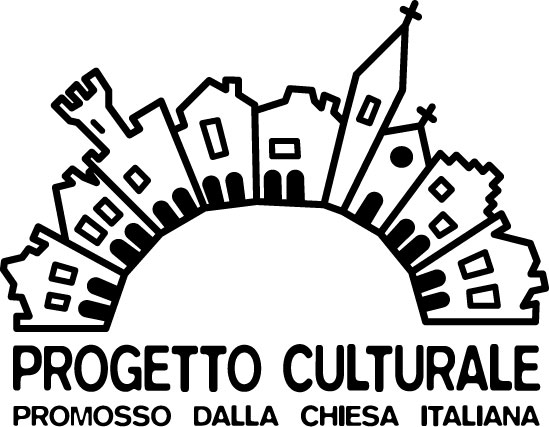 PROGETTO CULTURALE
PROMOSSO DALLA CHIESA ITALIANA